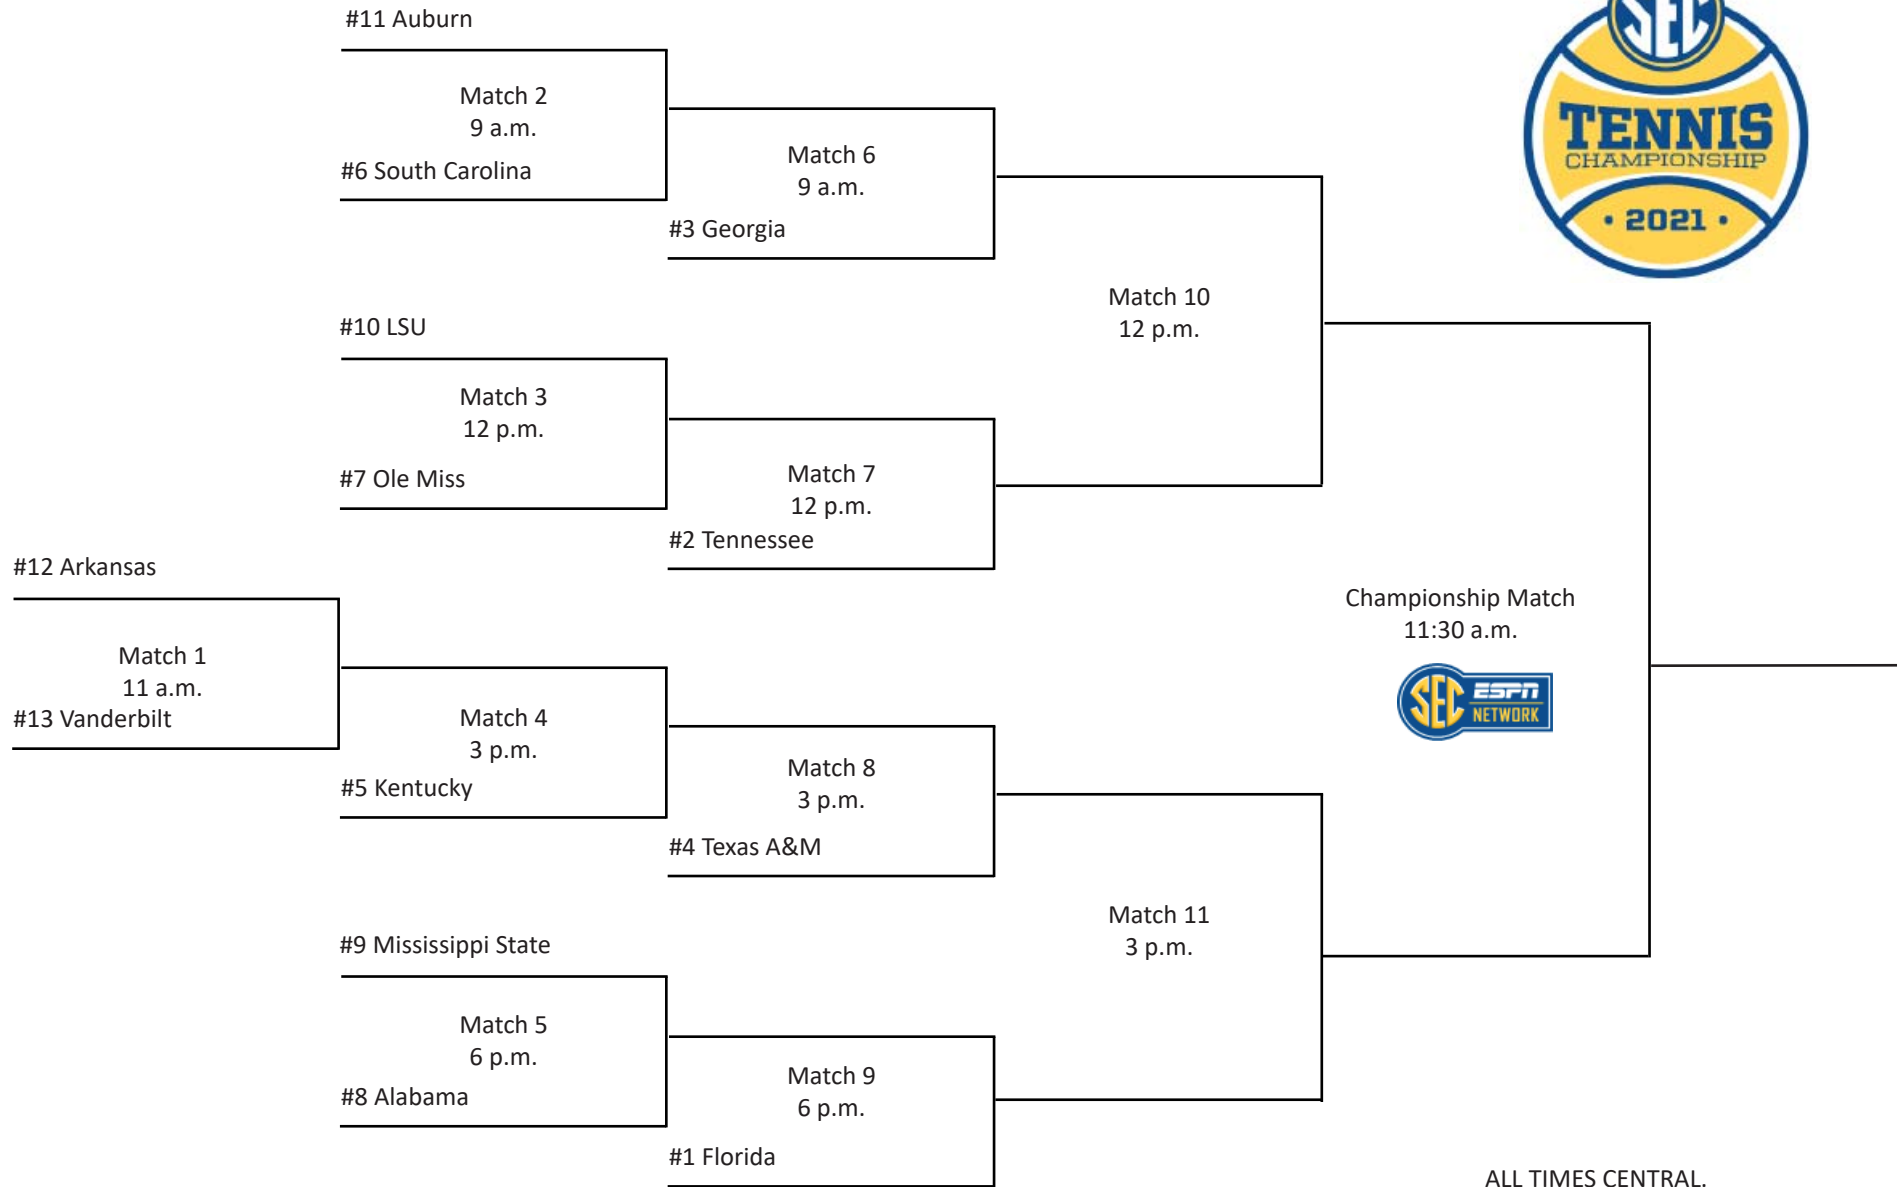 #11 Auburn
Match 2
9 a.m.
#6 South Carolina
Match 6
9 a.m.
#3 Georgia
SEC
TENNIS
CHAMPIONSHIP
• 2021 •
Match 10
12 p.m.
#10 LSU
Match 3
12 p.m.
#7 Ole Miss
Match 7
12 p.m.
#2 Tennessee
#12 Arkansas
Match 1
11 a.m.
#13 Vanderbilt
Match 4
3 p.m.
#5 Kentucky
Match 8
3 p.m.
#4 Texas A&M
Championship Match
11:30 a.m.
SEC ESPN
NETWORK
Match 11
3 p.m.
#9 Mississippi State
Match 5
6 p.m.
#8 Alabama
Match 9
6 p.m.
#1 Florida
ALL TIMES CENTRAL.